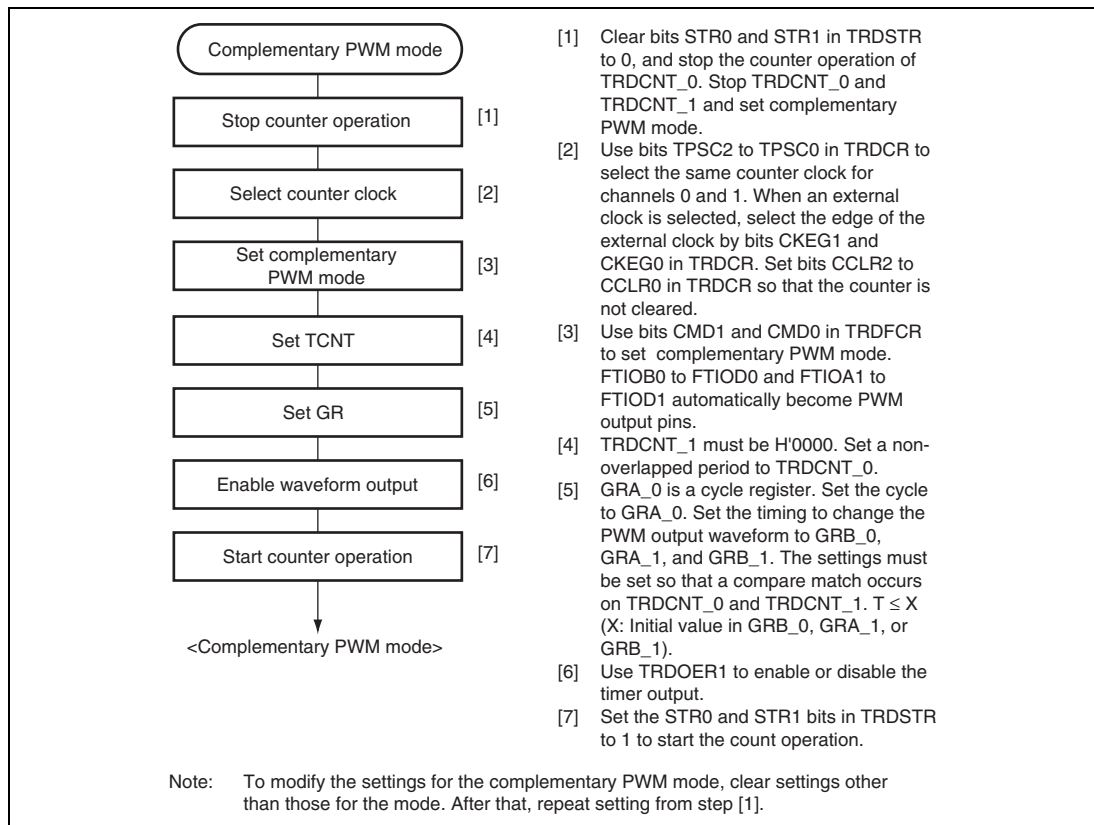 Complementary PWM mode
Stop counter operation
[1]
Select counter clock
[2]
Set complementary
PWM mode
[3]
Set TCNT
[4]
Set GR
[5]
Enable waveform output
[6]
Start counter operation
[7]
<Complementary PWM mode>
[1] Clear bits STR0 and STR1 in TRDSTR
to 0, and stop the counter operation of
TRDCNT_0. Stop TRDCNT_0 and
TRDCNT_1 and set complementary
PWM mode.
[2] Use bits TPSC2 to TPSC0 in TRDCR to
select the same counter clock for
channels 0 and 1. When an external
clock is selected, select the edge of the
external clock by bits CKEG1 and
CKEG0 in TRDCR. Set bits CCLR2 to
CCLR0 in TRDCR so that the counter is
not cleared.
[3] Use bits CMD1 and CMD0 in TRDFCR
to set complementary PWM mode.
FTIOB0 to FTIOD0 and FTIOA1 to
FTIOD1 automatically become PWM
output pins.
[4] TRDCNT_1 must be H'0000. Set a non-
overlapped period to TRDCNT_0.
[5] GRA_0 is a cycle register. Set the cycle
to GRA_0. Set the timing to change the
PWM output waveform to GRB_0,
GRA_1, and GRB_1. The settings must
be set so that a compare match occurs
on TRDCNT_0 and TRDCNT_1. T ≤ X
(X: Initial value in GRB_0, GRA_1, or
GRB_1).
[6] Use TRDOER1 to enable or disable the
timer output.
[7] Set the STR0 and STR1 bits in TRDSTR
to 1 to start the count operation.
Note: To modify the settings for the complementary PWM mode, clear settings other
than those for the mode. After that, repeat setting from step [1].